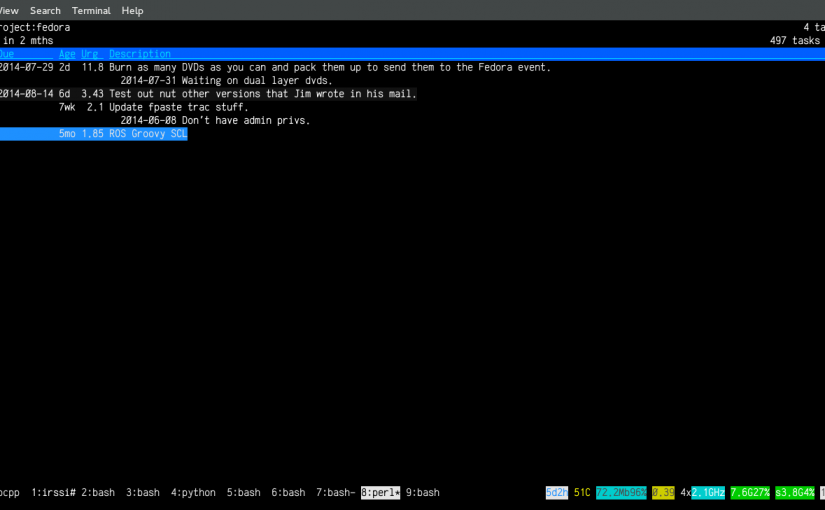 View Search Terminal Help
project:fedora 4 ta
in 2 mths 497 tasks
Due Age Urg Description
2014-07-29 2d 11.8 Burn as many DVDs as you can and pack them up to send them to the Fedora event.
2014-07-31 Waiting on dual layer dvds.
2014-08-14 6d 3.43 Test out nut other versions that Jim wrote in his mail.
7wk 2.1 Update fpaste trac stuff.
2014-06-08 Don't have admin privs.
5mo 1.85 ROS Groovy SCL
ocpp 1:irssi# 2:bash 3:bash 4:python 5:bash 6:bash 7:bash- 8:perl* 9:bash 5d2h 51C 72.2Mb96% 0.39 4x2.1GHz 7.6G27% s3.8G4% 1